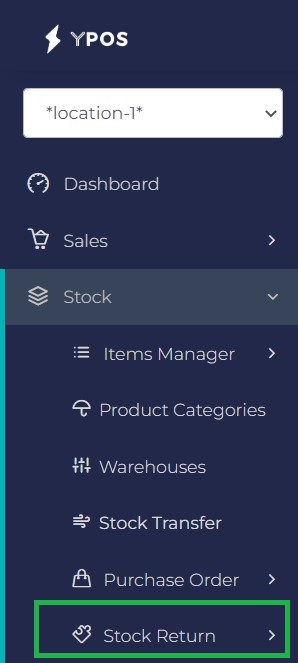 YPOS
*location-1*
Dashboard
Sales
Stock
Items Manager
Product Categories
Warehouses
Stock Transfer
Purchase Order
Stock Return